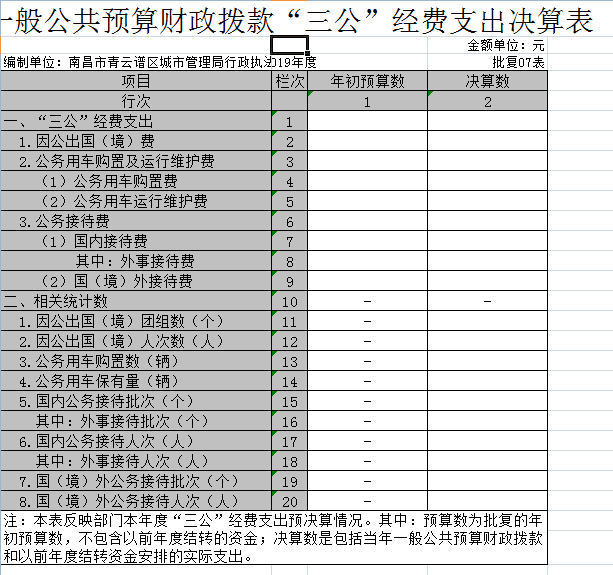 一般公共预算财政拨款“三公”经费支出决算表
金额单位：元
编制单位：南昌市青云谱区城市管理局行政执法2019年度 批复07表
项目 栏次 年初预算数 决算数
行次 1 2
一、“三公”经费支出 1
1.因公出国（境）费 2
2.公务用车购置及运行维护费 3
（1）公务用车购置费 4
（2）公务用车运行维护费 5
3.公务接待费 6
（1）国内接待费 7
其中：外事接待费 8
（2）国（境）外接待费 9
二、相关统计数 10 - -
1.因公出国（境）团组数（个） 11 -
2.因公出国（境）人次数（人） 12 -
3.公务用车购置数（辆） 13 -
4.公务用车保有量（辆） 14 -
5.国内公务接待批次（个） 15 -
其中：外事接待批次（个） 16 -
6.国内公务接待人次（人） 17 -
其中：外事接待人次（人） 18 -
7.国（境）外公务接待批次（个） 19 -
8.国（境）外公务接待人次（人） 20 -
注：本表反映部门本年度“三公”经费支出预决算情况。其中：预算数为批复的年
初预算数，不包含以前年度结转的资金；决算数是包括当年一般公共预算财政拨款
和以前年度结转资金安排的实际支出。